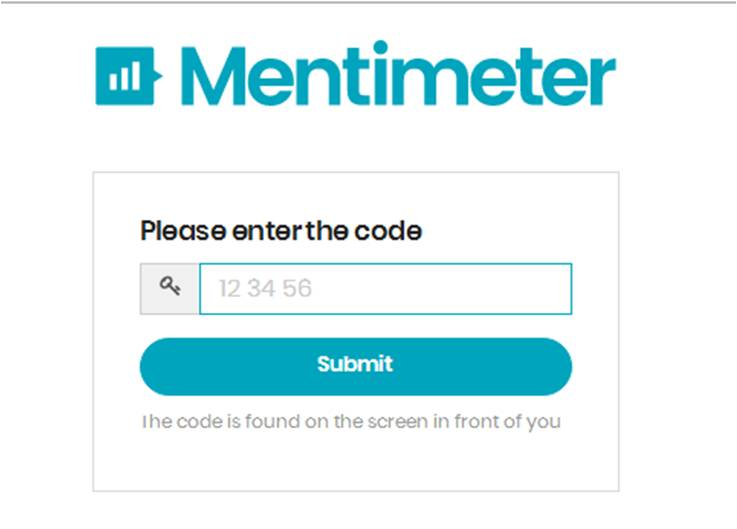 Mentimeter
Please enter the code
12 34 56
Submit
The code is found on the screen in front of you